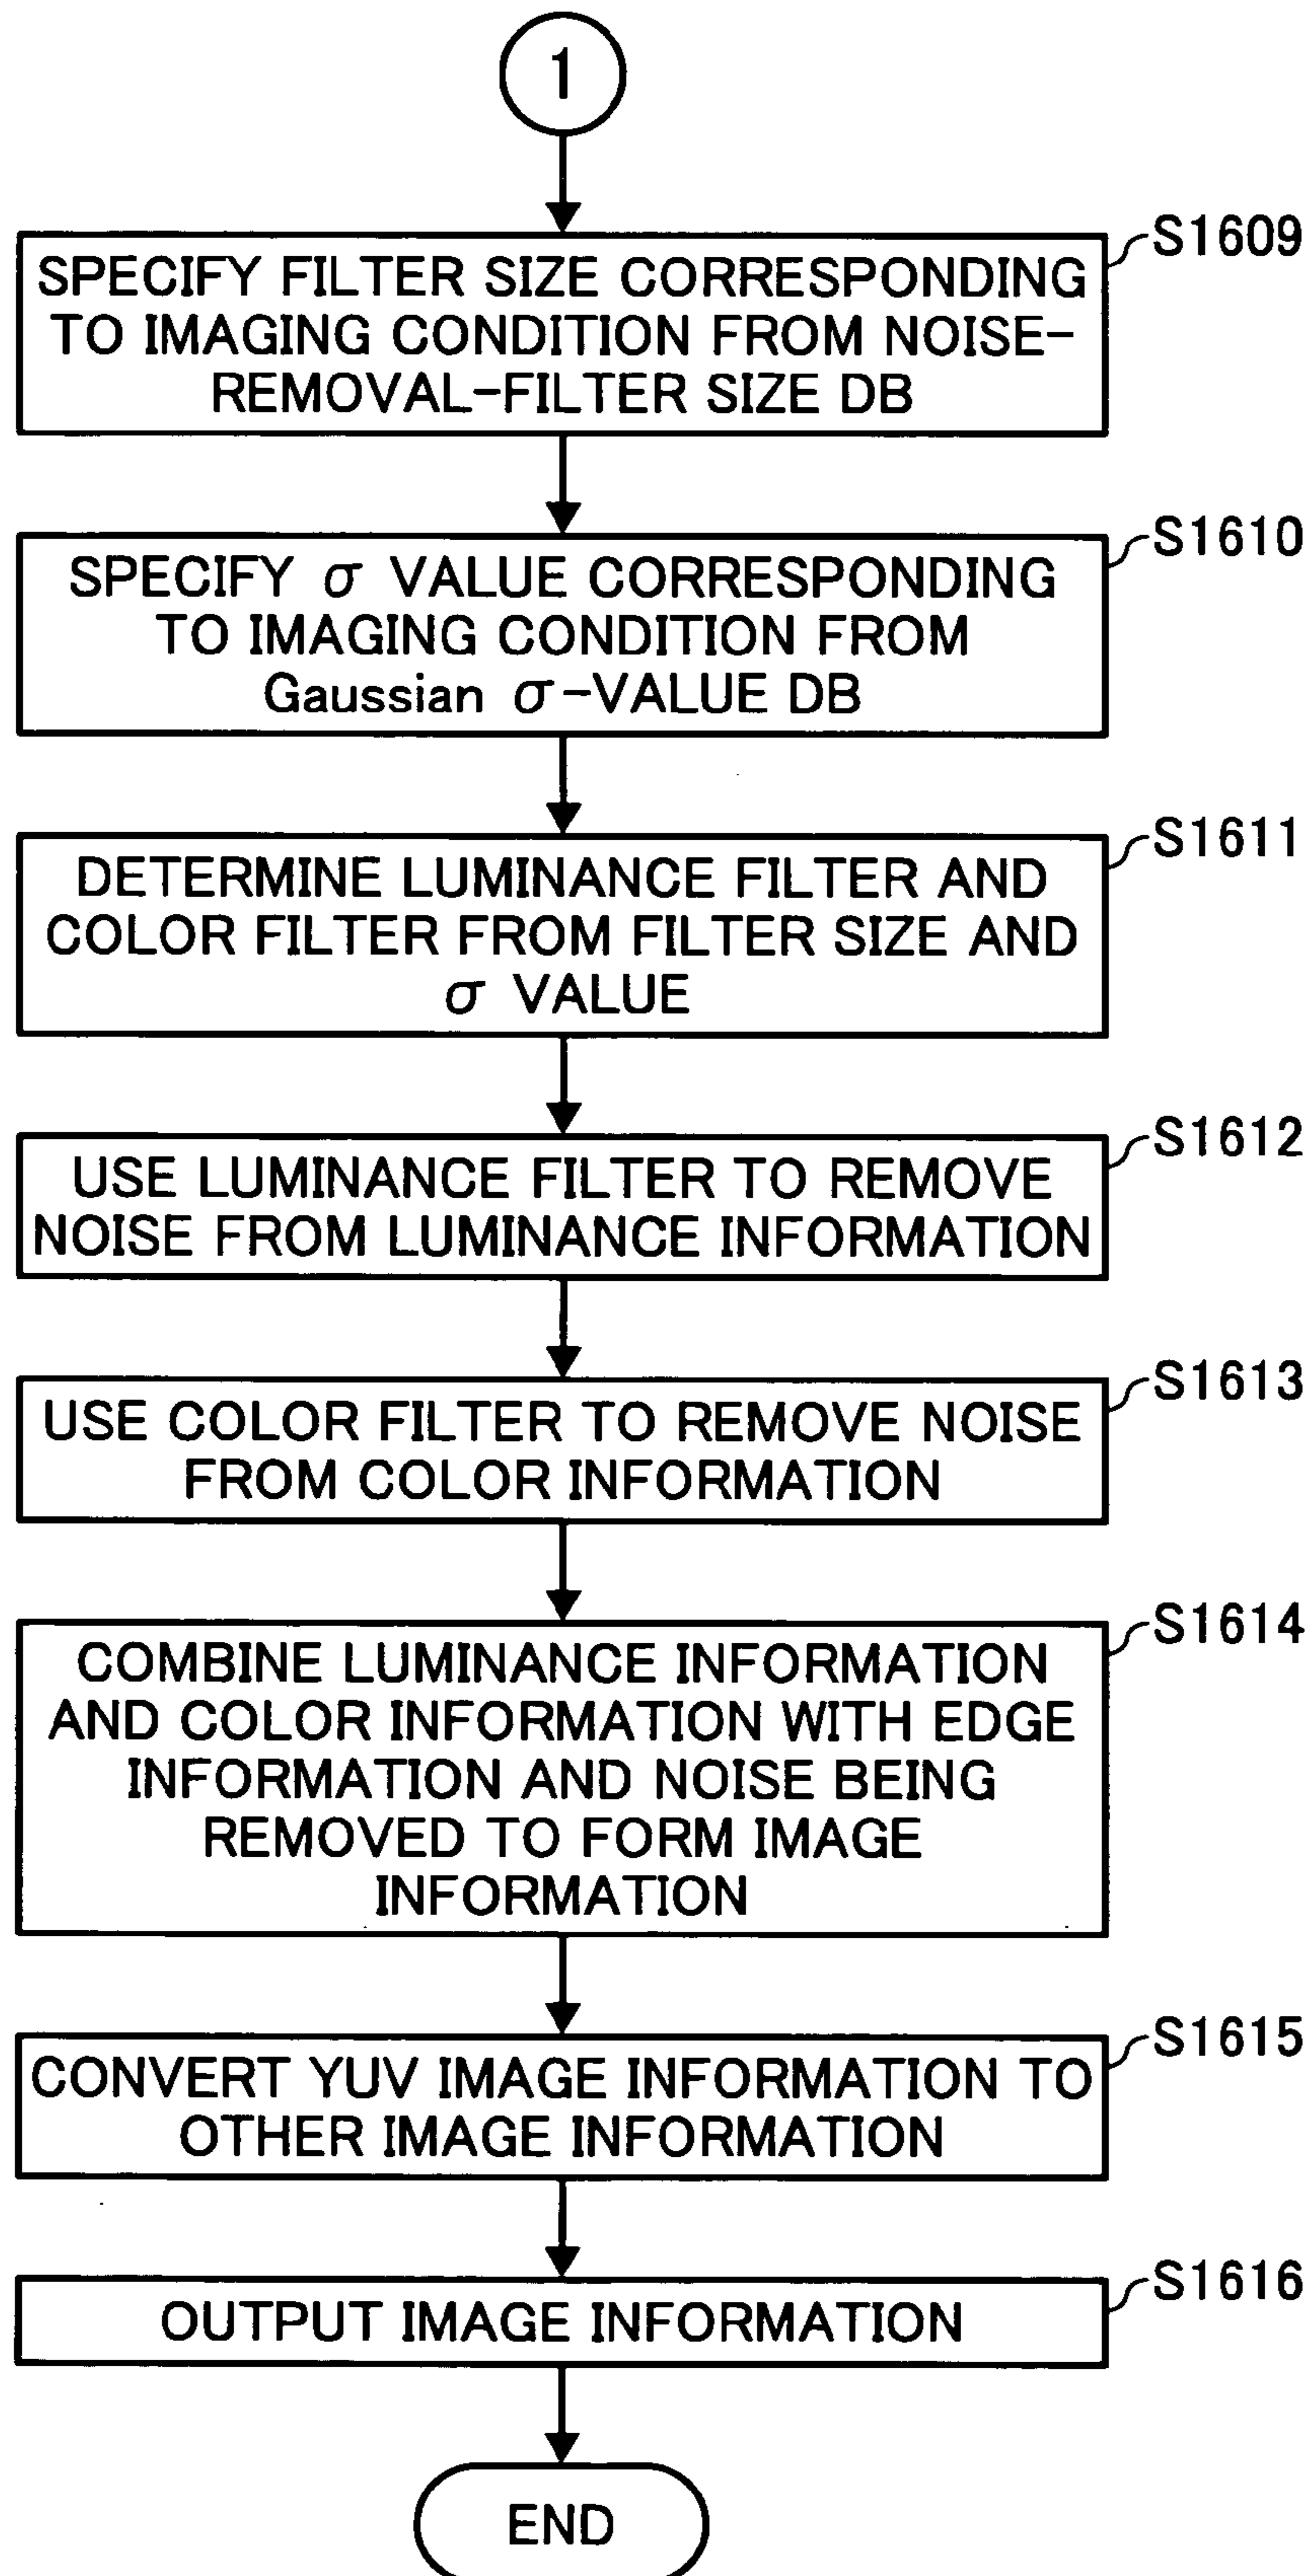 1
S1609
SPECIFY FILTER SIZE CORRESPONDING
TO IMAGING CONDITION FROM NOISE-
REMOVAL-FILTER SIZE DB
S1610
SPECIFY σ VALUE CORRESPONDING
TO IMAGING CONDITION FROM
Gaussian σ-VALUE DB
S1611
DETERMINE LUMINANCE FILTER AND
COLOR FILTER FROM FILTER SIZE AND
σ VALUE
S1612
USE LUMINANCE FILTER TO REMOVE
NOISE FROM LUMINANCE INFORMATION
S1613
USE COLOR FILTER TO REMOVE NOISE
FROM COLOR INFORMATION
S1614
COMBINE LUMINANCE INFORMATION
AND COLOR INFORMATION WITH EDGE
INFORMATION AND NOISE BEING
REMOVED TO FORM IMAGE
INFORMATION
S1615
CONVERT YUV IMAGE INFORMATION TO
OTHER IMAGE INFORMATION
S1616
OUTPUT IMAGE INFORMATION
END